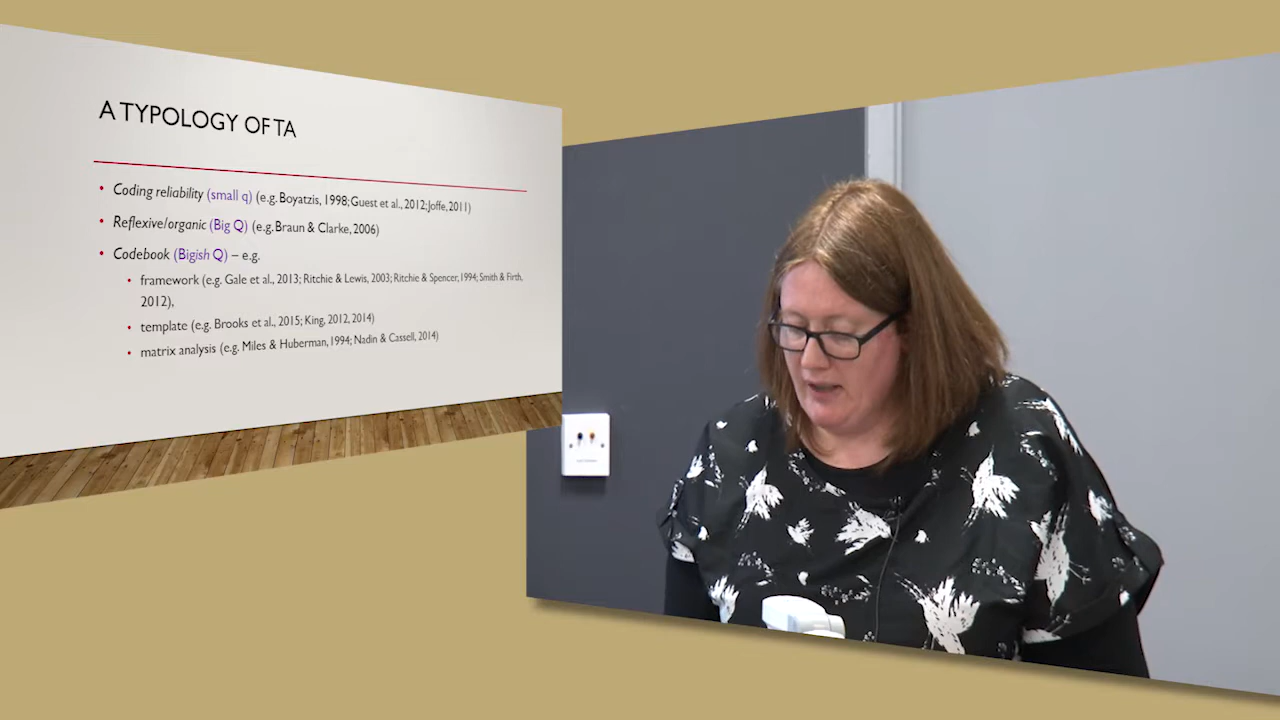 A TYPOLOGY OF TA
• Coding reliability (small q) (e.g. Boyatzis, 1998; Guest et al., 2012; Joffe, 2011)
• Reflexive/organic (Big Q) (e.g. Braun & Clarke, 2006)
• Codebook (Bigish Q) – e.g.
• framework (e.g. Gale et al., 2013; Ritchie & Lewis, 2003; Ritchie & Spencer, 1994; Smith & Firth,
2012),
• template (e.g. Brooks et al., 2015; King, 2012, 2014)
• matrix analysis (e.g. Miles & Huberman, 1994; Nadin & Cassell, 2014)